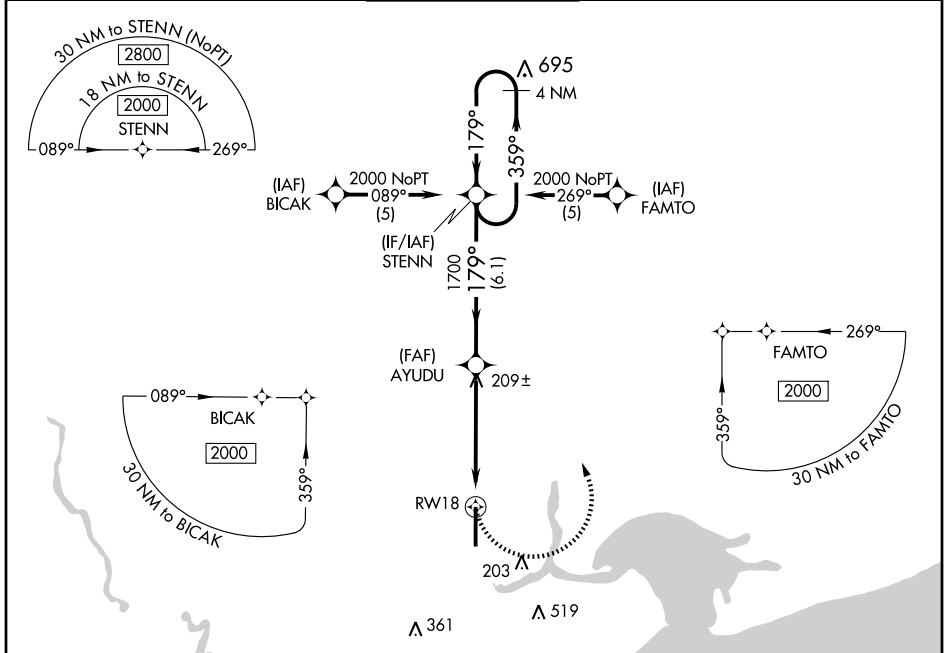 30 NM to STENN (NoPT)
2800
18 NM to STENN
2000
STENN
089°
269°
695
4 NM
179°
359°
(IAF)
BICAK
2000 NoPT
089°
(5)
2000 NoPT
269°
(5)
(IAF)
FAMTO
(IF/IAF)
STENN
1700
179°
(6.1)
(FAF)
AYUDU
209±
269°
FAMTO
2000
359°
30 NM to FAMTO
089°
BICAK
2000
359°
30 NM to BICAK
RW18
203
519
361